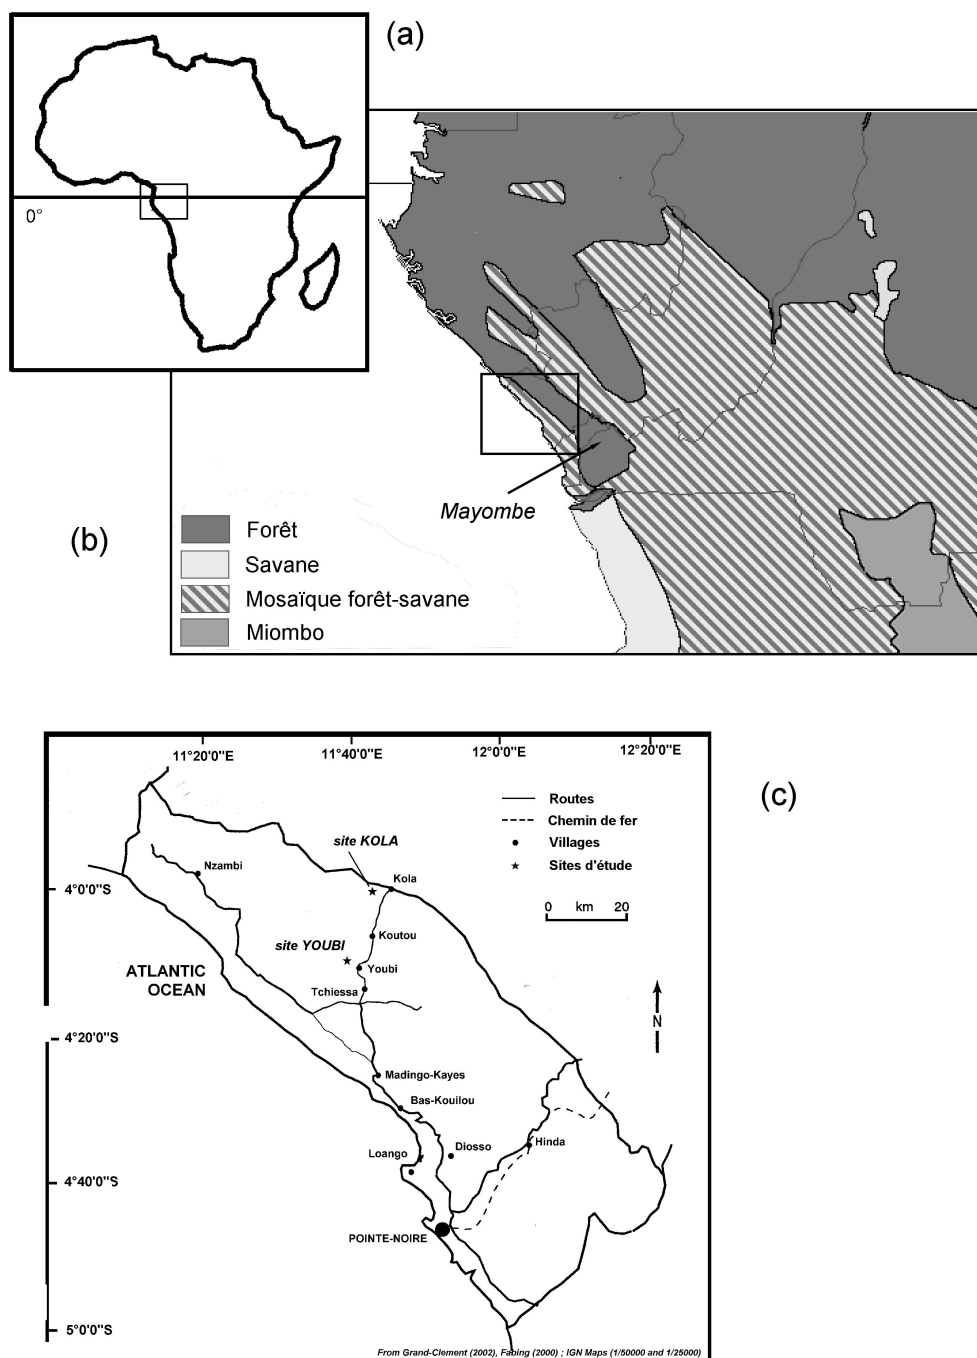 (a)
0°
Mayombe
(b)
Forêt
Savane
Mosaïque forêt-savane
Miombo
11°20'0"E
11°40'0"E
12°0'0"E
12°20'0"E
(c)
Routes
Chemin de fer
Villages
Sites d'étude
0 km 20
site KOLA
Nzambi
Kola
4°0'0"S
Koutou
site YOUBI
Youbi
ATLANTIC
OCEAN
Tchiessa
N
4°20'0"S
Madingo-Kayes
Bas-Kouilou
Loango
Diosso
Hinda
4°40'0"S
POINTE-NOIRE
5°0'0"S
From Grand-Clement (2002), Fabing (2000) ; IGN Maps (1/50000 and 1/25000)